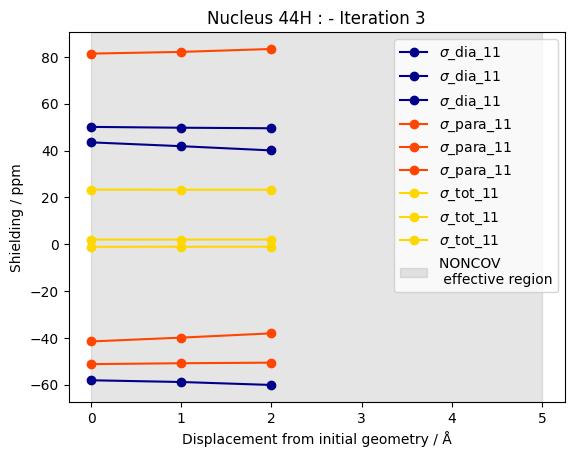 Nucleus 44H : - Iteration 3
Shielding / ppm
80
60
40
20
0
−20
−40
−60
0
1
2
3
4
5
Displacement from initial geometry / Å
σ_dia_11
σ_dia_11
σ_dia_11
σ_para_11
σ_para_11
σ_para_11
σ_tot_11
σ_tot_11
σ_tot_11
NONCOV
effective region